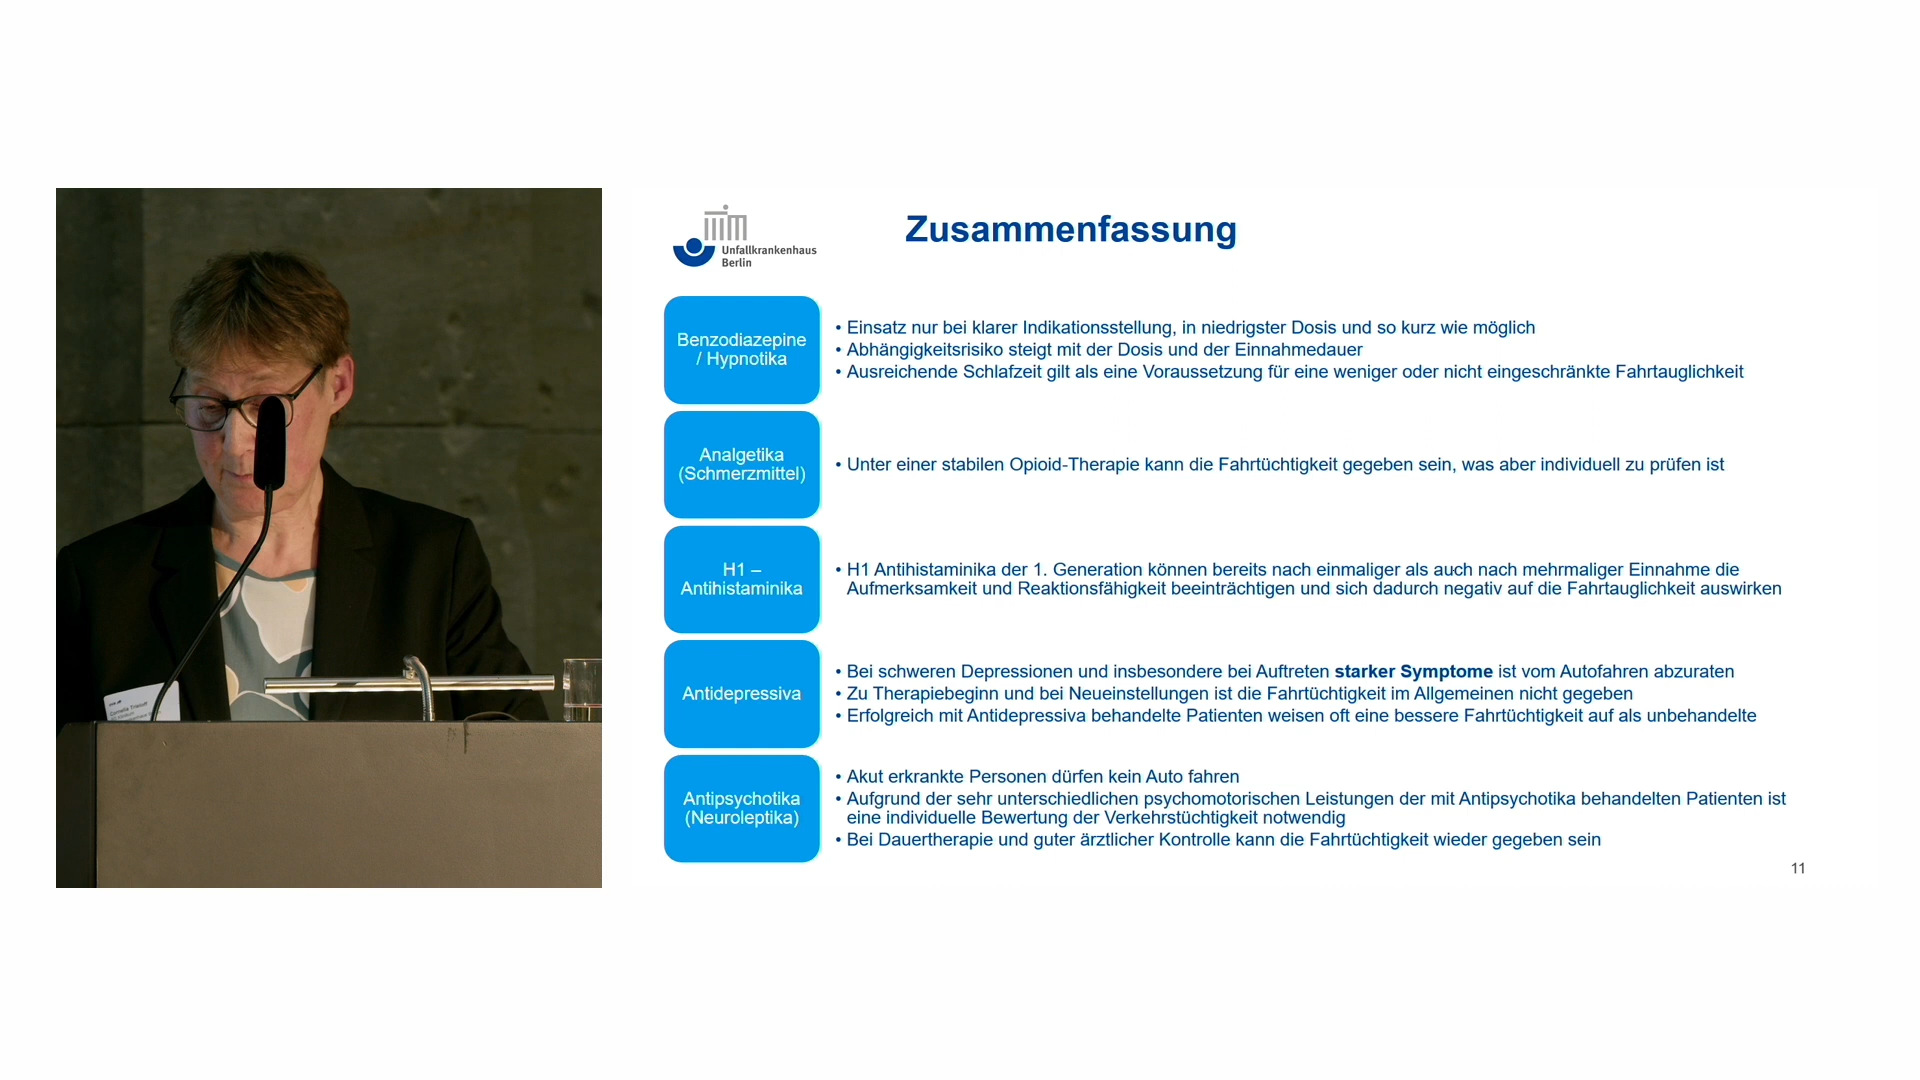 Unfallkrankenhaus
Berlin
Zusammenfassung
Benzodiazepine
/ Hypnotika
• Einsatz nur bei klarer Indikationsstellung, in niedrigster Dosis und so kurz wie möglich
• Abhängigkeitsrisiko steigt mit der Dosis und der Einnahmedauer
• Ausreichende Schlafzeit gilt als eine Voraussetzung für eine weniger oder nicht eingeschränkte Fahrtauglichkeit
Analgetika
(Schmerzmittel)
• Unter einer stabilen Opioid-Therapie kann die Fahrtüchtigkeit gegeben sein, was aber individuell zu prüfen ist
H1 –
Antihistaminika
• H1 Antihistaminika der 1. Generation können bereits nach einmaliger als auch nach mehrmaliger Einnahme die
Aufmerksamkeit und Reaktionsfähigkeit beeinträchtigen und sich dadurch negativ auf die Fahrtauglichkeit auswirken
Antidepressiva
• Bei schweren Depressionen und insbesondere bei Auftreten starker Symptome ist vom Autofahren abzuraten
• Zu Therapiebeginn und bei Neueinstellungen ist die Fahrtüchtigkeit im Allgemeinen nicht gegeben
• Erfolgreich mit Antidepressiva behandelte Patienten weisen oft eine bessere Fahrtüchtigkeit auf als unbehandelte
Antipsychotika
(Neuroleptika)
• Akut erkrankte Personen dürfen kein Auto fahren
• Aufgrund der sehr unterschiedlichen psychomotorischen Leistungen der mit Antipsychotika behandelten Patienten ist
eine individuelle Bewertung der Verkehrstüchtigkeit notwendig
• Bei Dauertherapie und guter ärztlicher Kontrolle kann die Fahrtüchtigkeit wieder gegeben sein
11
Cornelia